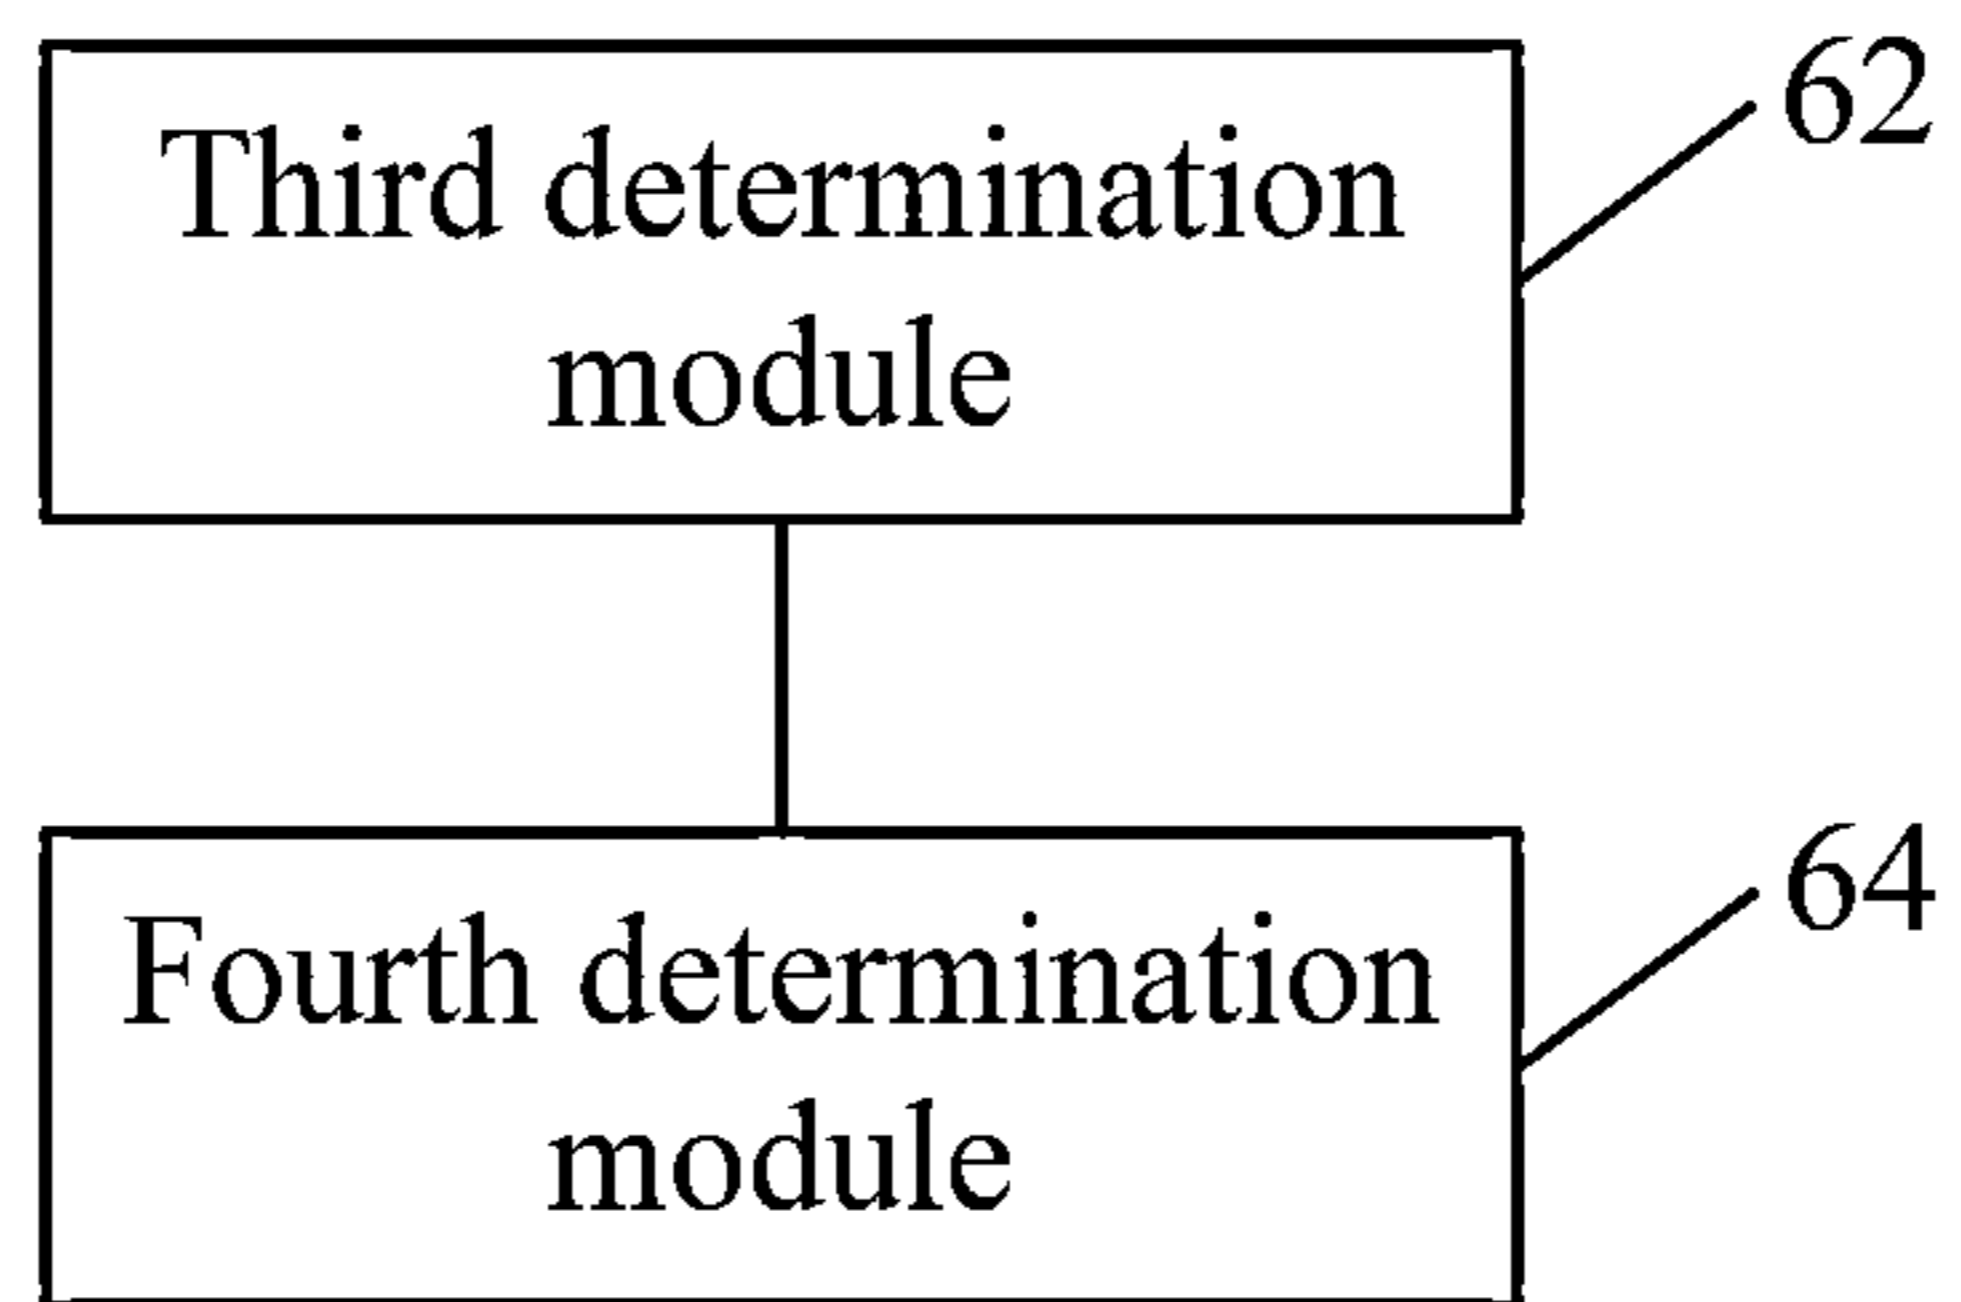 Third determination
module
62
Fourth determination
module
64